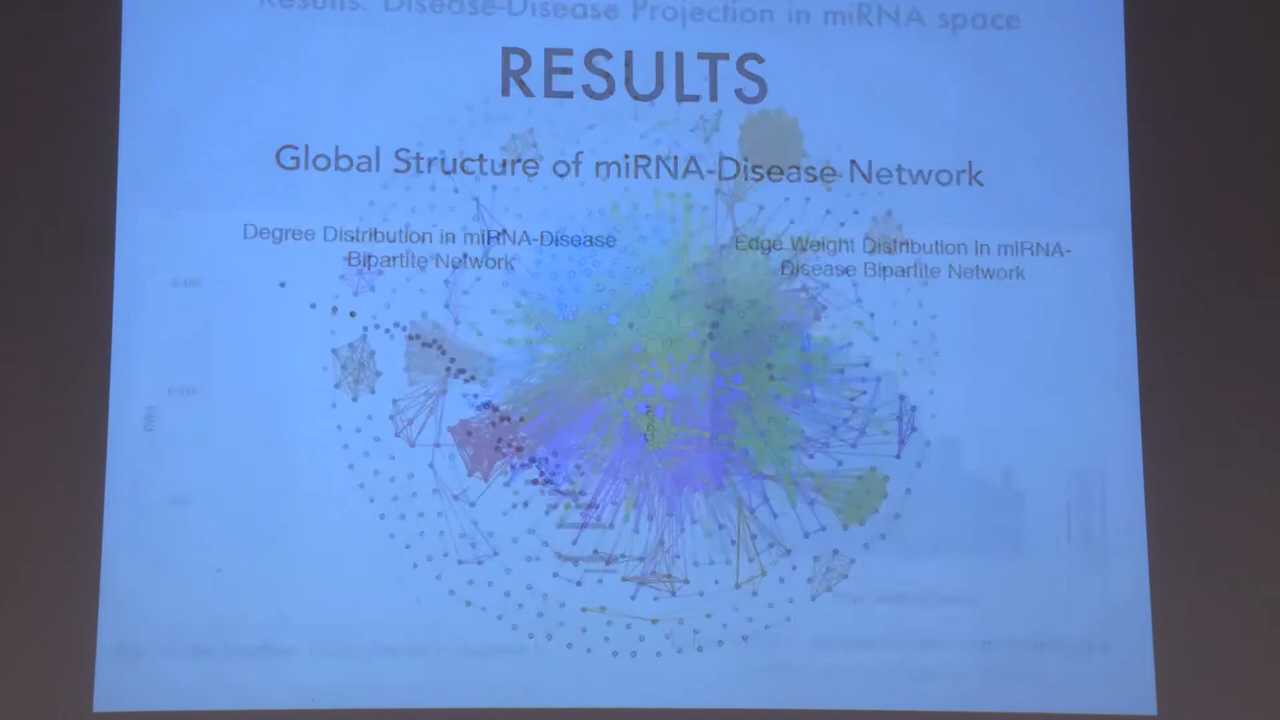 Results: Disease-Disease Projection in miRNA space
RESULTS
Global Structure of miRNA-Disease Network
Degree Distribution in miRNA-Disease
Bipartite Network
Edge Weight Distribution in miRNA-
Disease Bipartite Network